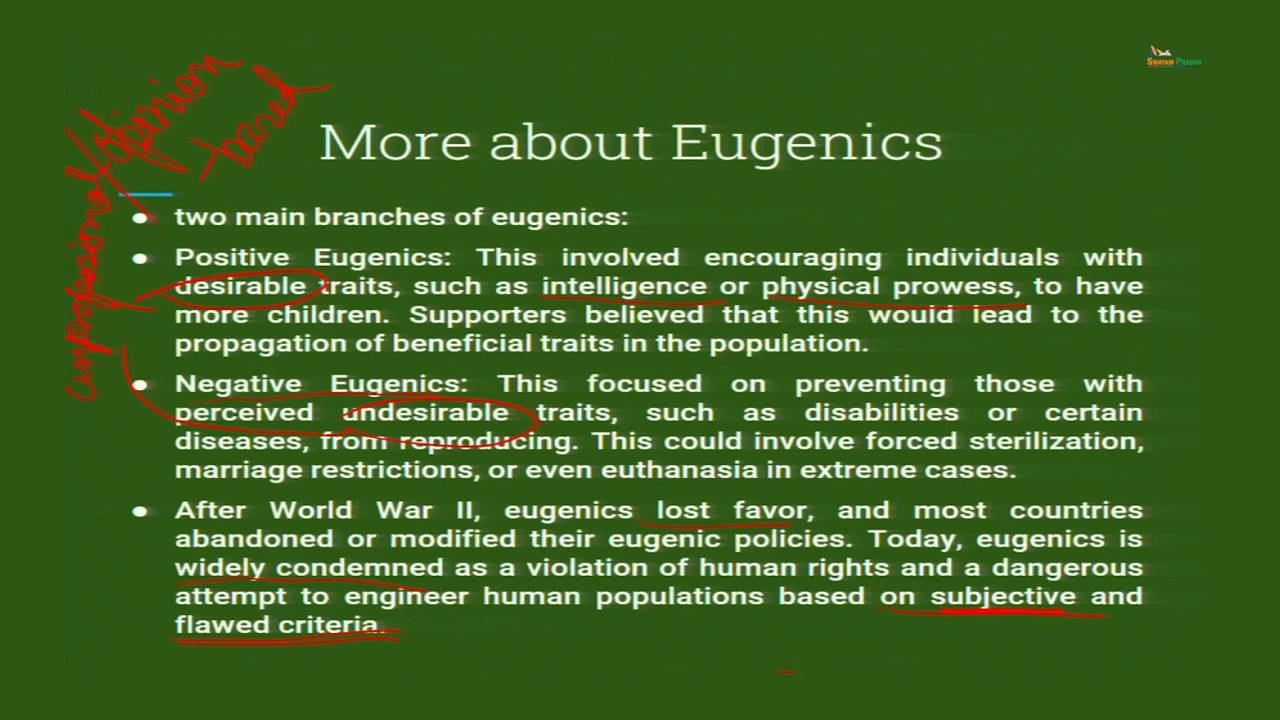 SWAYAM PRABHA
opinion
based
More about Eugenics
● two main branches of eugenics:
● Positive Eugenics: This involved encouraging individuals with
desirable traits, such as intelligence or physical prowess, to have
more children. Supporters believed that this would lead to the
propagation of beneficial traits in the population.
● Negative Eugenics: This focused on preventing those with
perceived undesirable traits, such as disabilities or certain
diseases, from reproducing. This could involve forced sterilization,
marriage restrictions, or even euthanasia in extreme cases.
● After World War II, eugenics lost favor, and most countries
abandoned or modified their eugenic policies. Today, eugenics is
widely condemned as a violation of human rights and a dangerous
attempt to engineer human populations based on subjective and
flawed criteria.